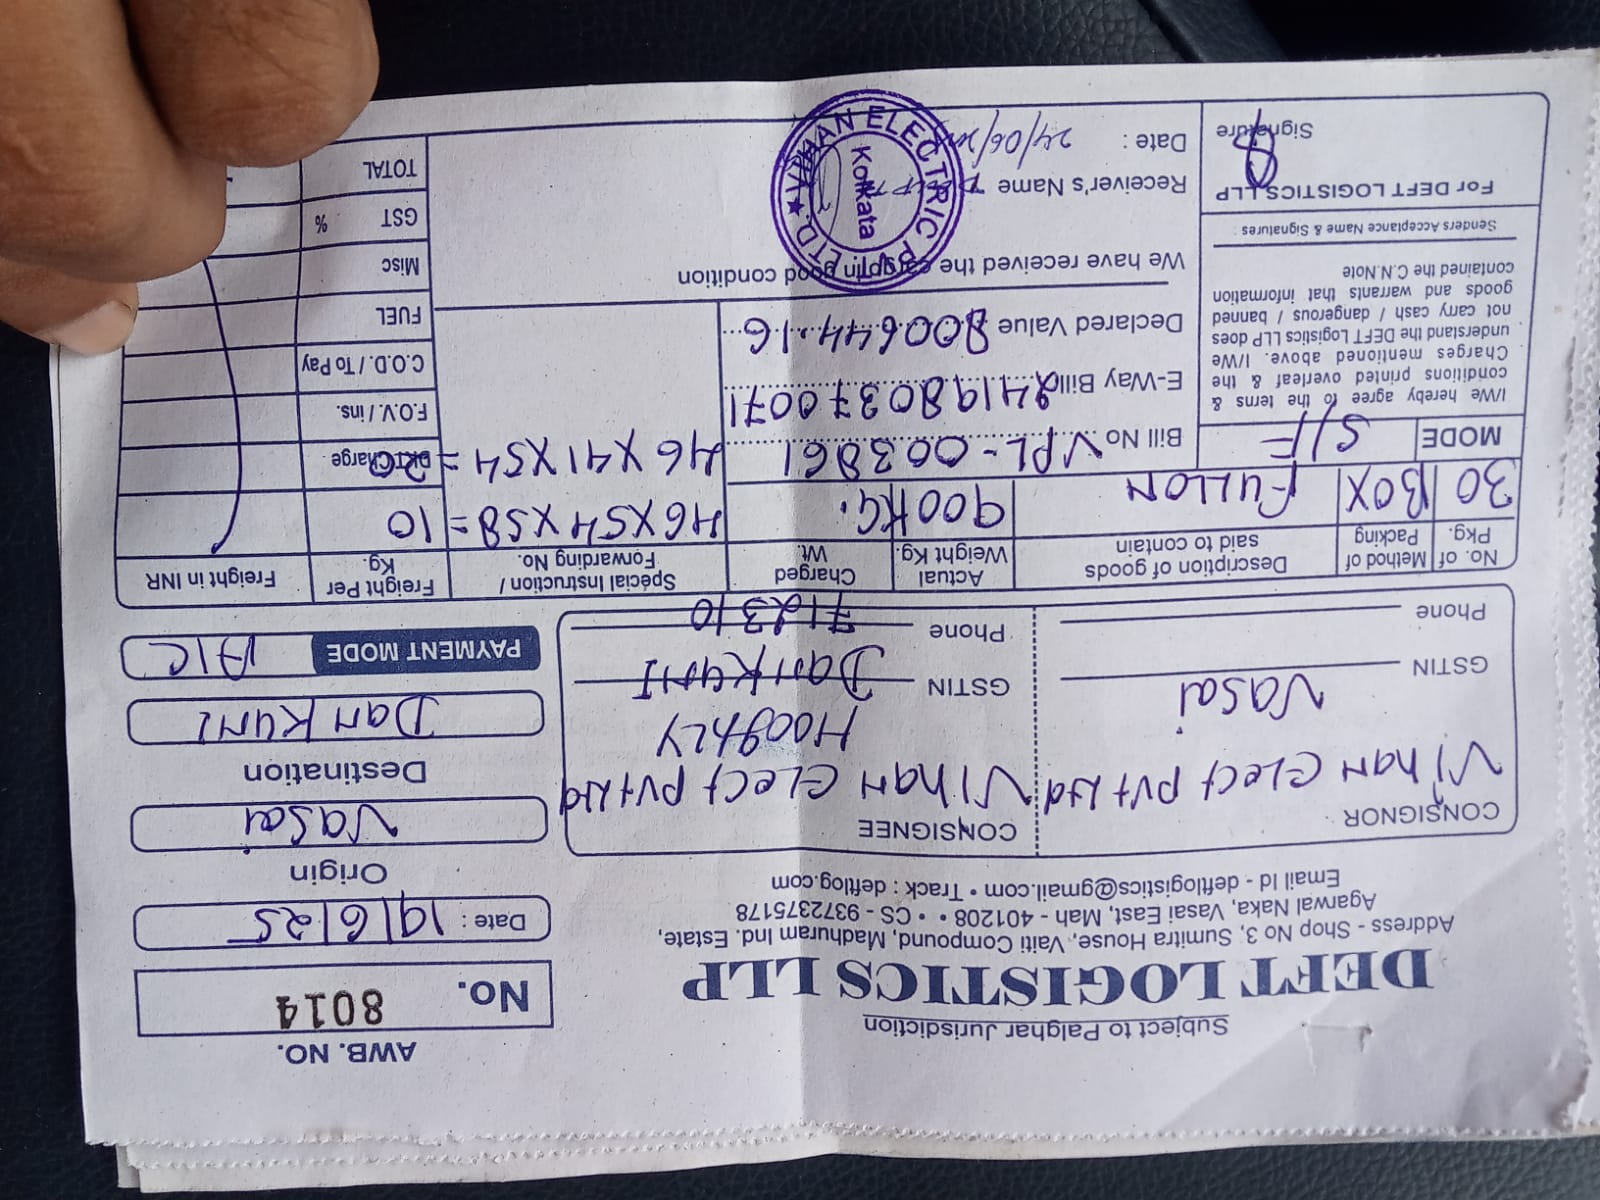 Subject to Palghar Jurisdiction
DEFT LOGISTICS LLP
Address - Shop No 3, Sumitra House, Vaiti Compound, Madhuram Ind. Estate,
Agarwal Naka, Vasai East, Mah - 401208 • • CS - 9372375178
Email Id - deftlogistics@gmail.com • Track : deftlog.com
AWB. NO.
No. 8014
Date : 19/6/25
Origin
Vasai
Destination
DanKuni
PAYMENT MODE A/C
CONSIGNOR
Vihan Elect Pvt Ltd
Vasai
GSTIN
Phone
CONSIGNEE
Vihan Elect Pvt Ltd
HooghLY
GSTIN DanKuni
Phone 712310
No. of Pkg. Method of Packing Description of goods said to contain Actual Weight Kg. Charged Wt. Special Instruction / Forwarding No. Freight Per Kg. Freight in INR
30 BOX Fullon 900KG. 46X54X58= 10
46X41X54= 20
MODE S/F
Bill No VPL-003861
E-Way Bill 241980370071
Declared Value 800644.16
DKT Charge
F.O.V. / ins.
C.O.D. / To Pay
FUEL
Misc
GST %
TOTAL
I/We hereby agree to the terms &
conditions printed overleaf & the
Charges mentioned above. I/We
understand the DEFT Logistics LLP does
not carry cash / dangerous / banned
goods and warrants that information
contained the C.N.Note
Senders Acceptance Name & Signatures :
For DEFT LOGISTICS LLP
Signature
We have received the cargo in good condition
Receiver's Name
Date : 24/06/
VIHAN ELECTRIC PVT. LTD. ★
Kolkata